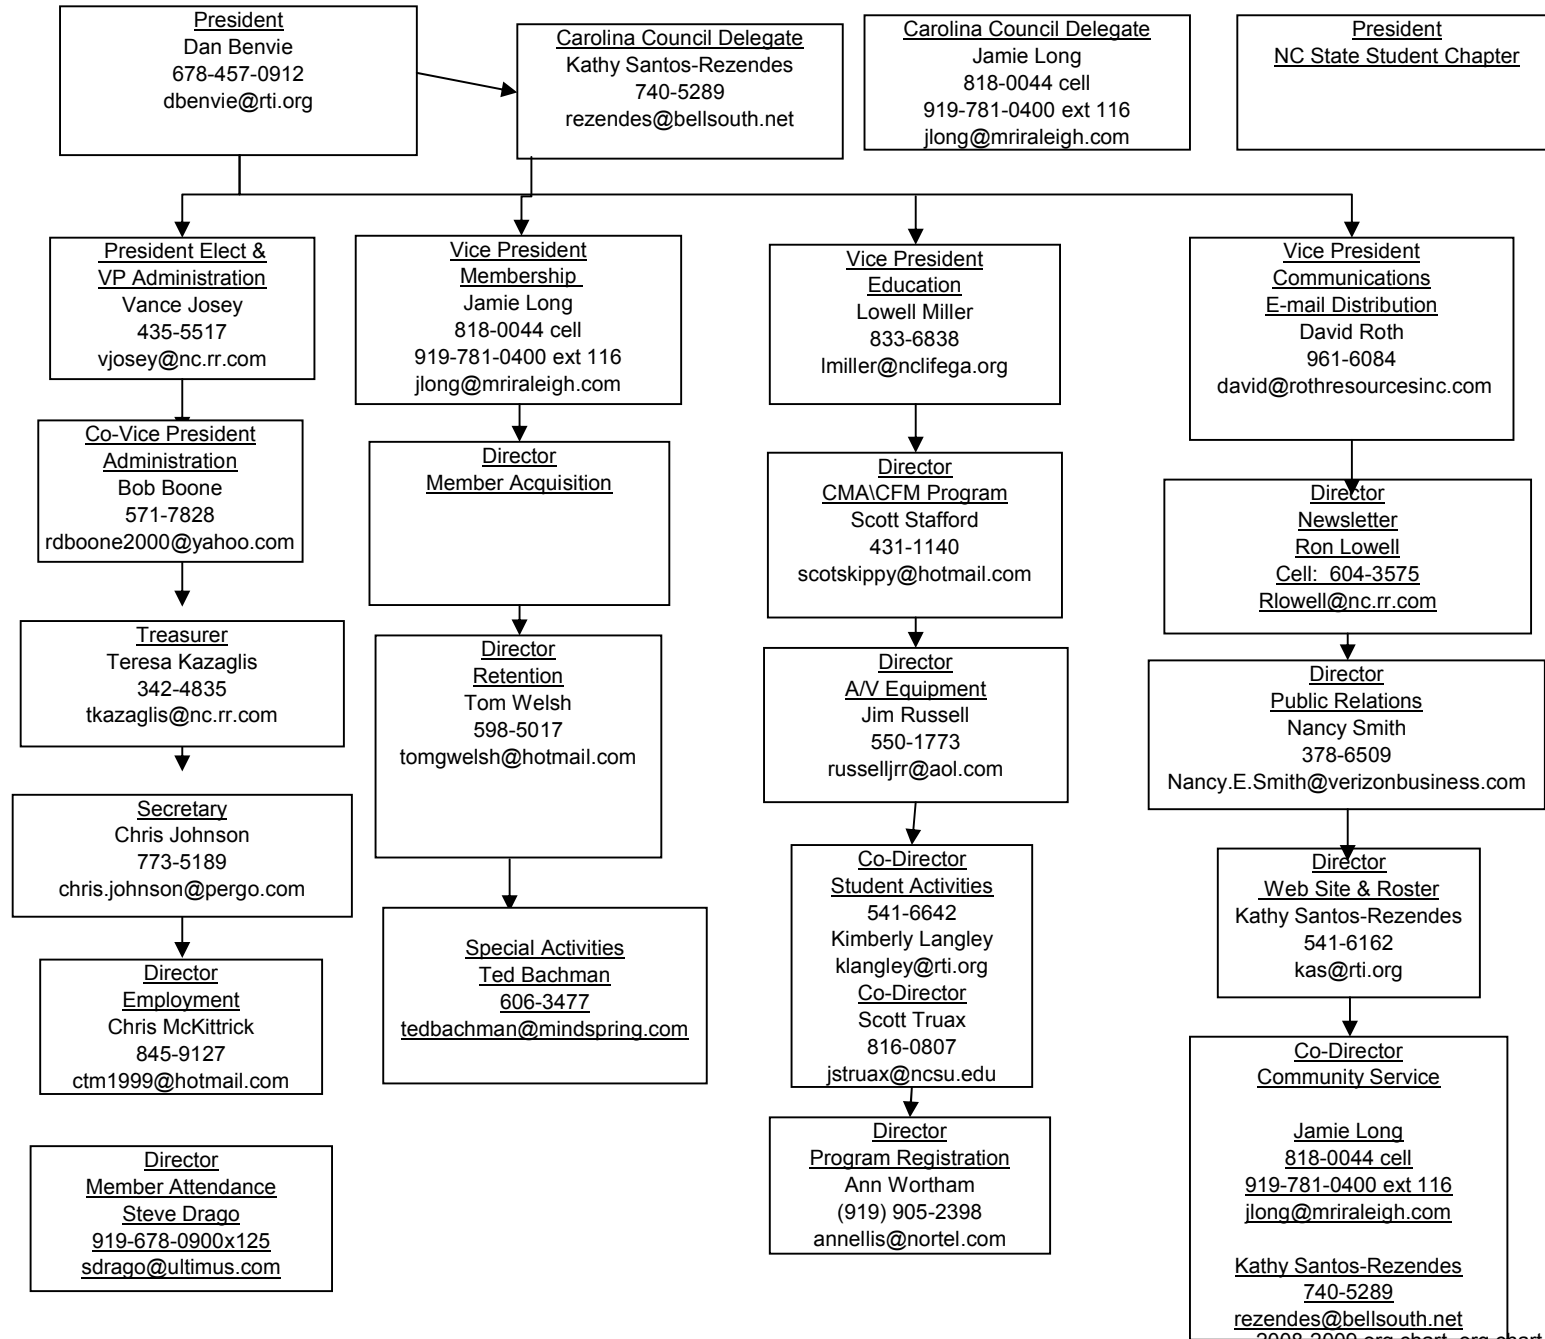 President
Dan Benvie
678-457-0912
dbenvie@rti.org
Carolina Council Delegate
Kathy Santos-Rezendes
740-5289
rezendes@bellsouth.net
Carolina Council Delegate
Jamie Long
818-0044 cell
919-781-0400 ext 116
jlong@mriraleigh.com
President
NC State Student Chapter
President Elect &
VP Administration
Vance Josey
435-5517
vjosey@nc.rr.com
Co-Vice President
Administration
Bob Boone
571-7828
rdboone2000@yahoo.com
Treasurer
Teresa Kazaglis
342-4835
tkazaglis@nc.rr.com
Secretary
Chris Johnson
773-5189
chris.johnson@pergo.com
Director
Employment
Chris McKittrick
845-9127
ctm1999@hotmail.com
Director
Member Attendance
Steve Drago
919-678-0900x125
sdrago@ultimus.com
Vice President
Membership
Jamie Long
818-0044 cell
919-781-0400 ext 116
jlong@mriraleigh.com
Director
Member Acquisition
Director
Retention
Tom Welsh
598-5017
tomgwelsh@hotmail.com
Special Activities
Ted Bachman
606-3477
tedbachman@mindspring.com
Vice President
Education
Lowell Miller
833-6838
lmiller@nclifega.org
Director
CMA\CFM Program
Scott Stafford
431-1140
scotskippy@hotmail.com
Director
A/V Equipment
Jim Russell
550-1773
russelljrr@aol.com
Co-Director
Student Activities
541-6642
Kimberly Langley
klangley@rti.org
Co-Director
Scott Truax
816-0807
jstruax@ncsu.edu
Director
Program Registration
Ann Wortham
(919) 905-2398
annellis@nortel.com
Vice President
Communications
E-mail Distribution
David Roth
961-6084
david@rothresourcesinc.com
Director
Newsletter
Ron Lowell
Cell:  604-3575
Rlowell@nc.rr.com
Director
Public Relations
Nancy Smith
378-6509
Nancy.E.Smith@verizonbusiness.com
Director
Web Site & Roster
Kathy Santos-Rezendes
541-6162
kas@rti.org
Co-Director
Community Service
Jamie Long
818-0044 cell
919-781-0400 ext 116
jlong@mriraleigh.com
Kathy Santos-Rezendes
740-5289
rezendes@bellsouth.net
2008-2009 org chart org chart